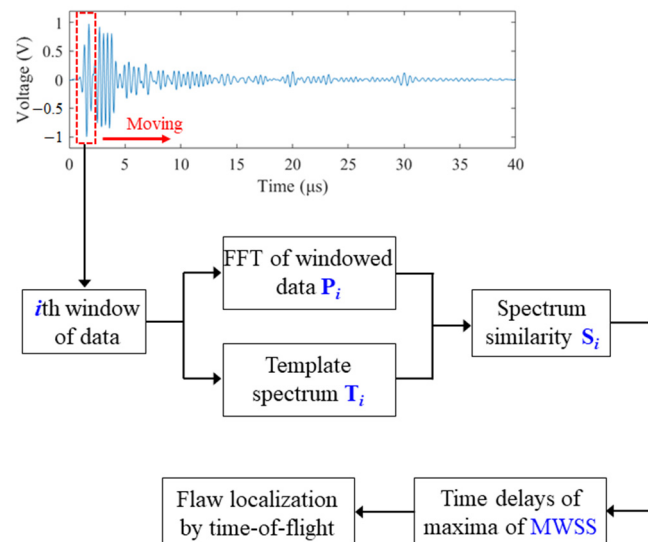 1
0.5
0
−0.5
−1
Voltage (V)
Moving
0 5 10 15 20 25 30 35 40
Time (μs)
ith window
of data
FFT of windowed
data Pi
Template
spectrum Ti
Spectrum
similarity Si
Flaw localization
by time-of-flight
Time delays of
maxima of MWSS